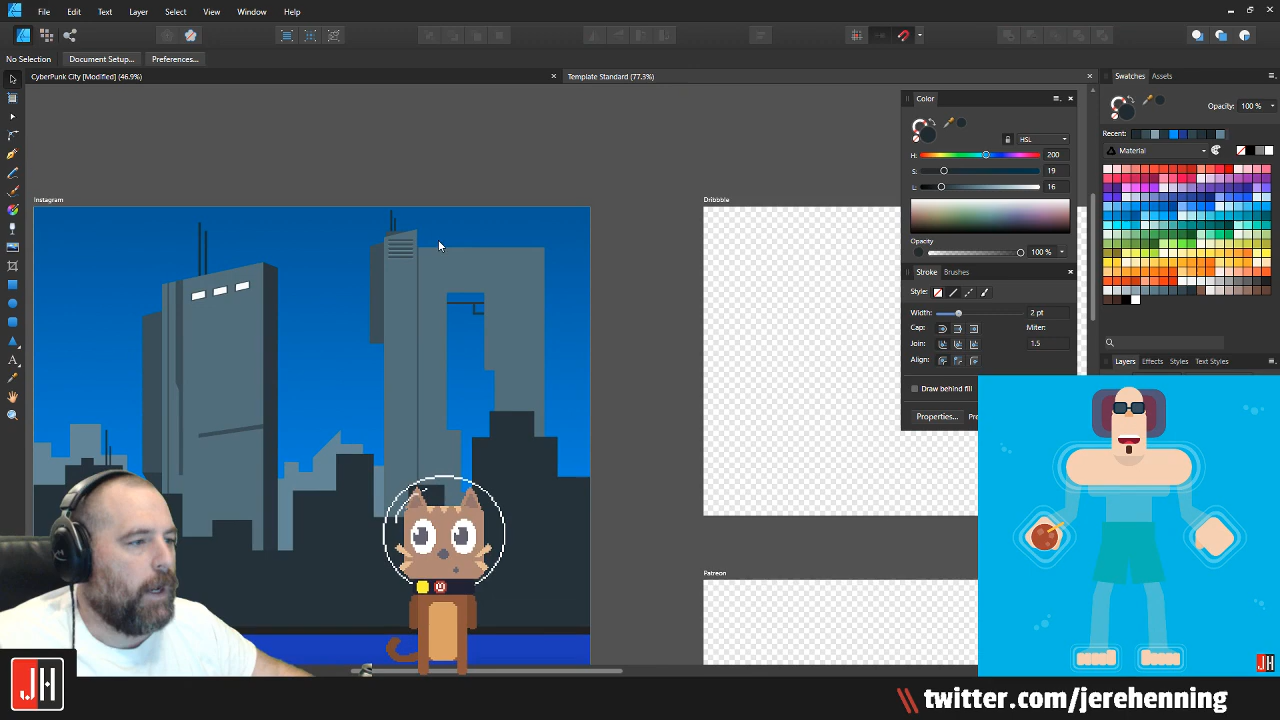 File Edit Text Layer Select View Window Help
No Selection Document Setup... Preferences...
CyberPunk City [Modified] (46.9%)
Template Standard (77.3%)
Swatches Assets
Opacity: 100 %
Recent:
Material
Color
HSL
H: 200
S: 19
L: 16
Opacity
100 %
Stroke Brushes
Style:
Width: 2 pt
Cap: Miter:
Join: 1.5
Align:
Draw behind fill
Properties...
Layers Effects Styles Text Styles
Instagram
Dribbble
Patreon
JH
JH
\\ twitter.com/jerehenning